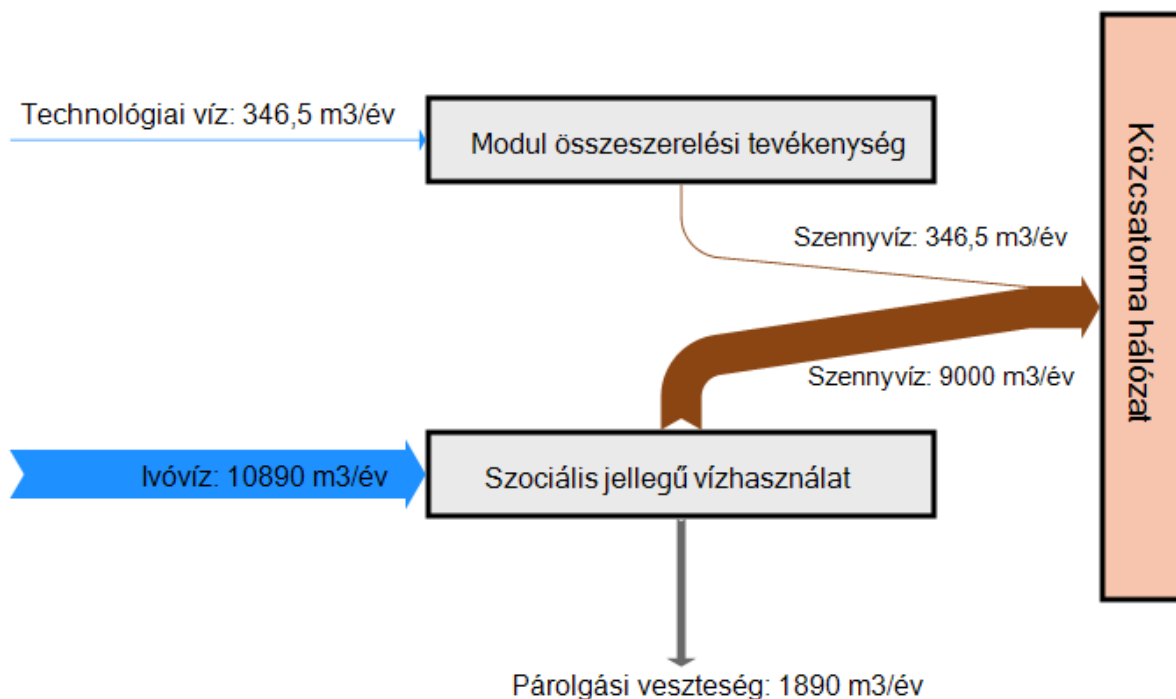 Technológiai víz: 346,5 m3/év
Modul összeszerelési tevékenység
Közcsatorna hálózat
Szennyvíz: 346,5 m3/év
Szennyvíz: 9000 m3/év
Ivóvíz: 10890 m3/év
Szociális jellegű vízhasználat
Párolgási veszteség: 1890 m3/év